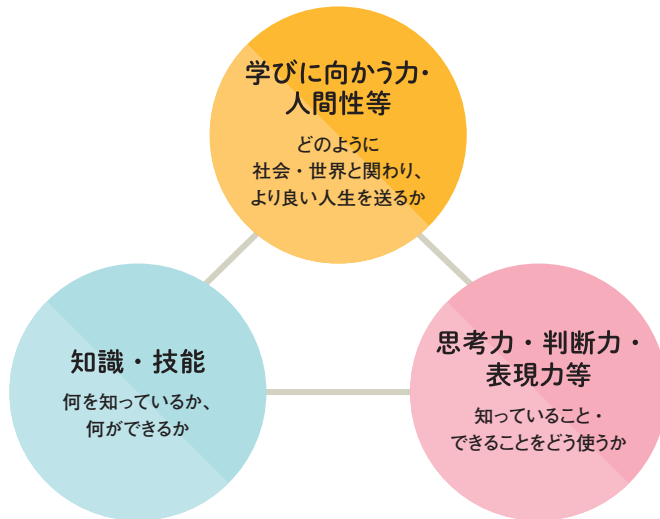 学びに向かう力・
人間性等
どのように
社会・世界と関わり、
より良い人生を送るか
知識・技能
何を知っているか、
何ができるか
思考力・判断力・
表現力等
知っていること・
できることをどう使うか